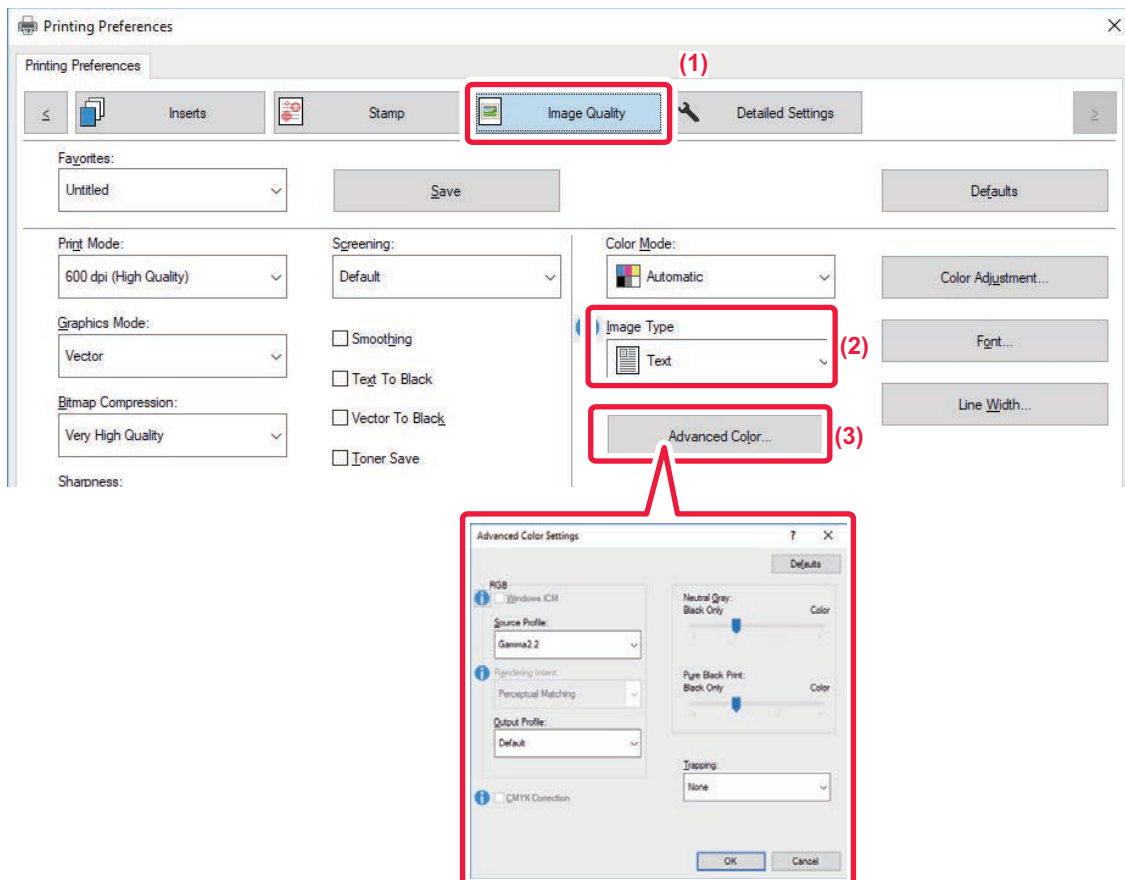 Printing Preferences
Printing Preferences
(1)
< Inserts Stamp Image Quality Detailed Settings >
Favorites:
Untitled Save Defaults
Print Mode: Screening: Color Mode:
600 dpi (High Quality) Default Automatic Color Adjustment...
Graphics Mode: Smoothing Image Type (2) Font...
Vector Text
Text To Black
Bitmap Compression: Vector To Black Line Width...
Very High Quality Advanced Color... (3)
Toner Save
Sharpness:
Advanced Color Settings ?
Defaults
RGB
Windows ICM Neutral Gray:
Black Only Color
Source Profile:
Gamma2.2
Rendering Intent: Pure Black Print:
Perceptual Matching Black Only Color
Output Profile:
Default
Trapping:
None
CMYK Correction
OK Cancel